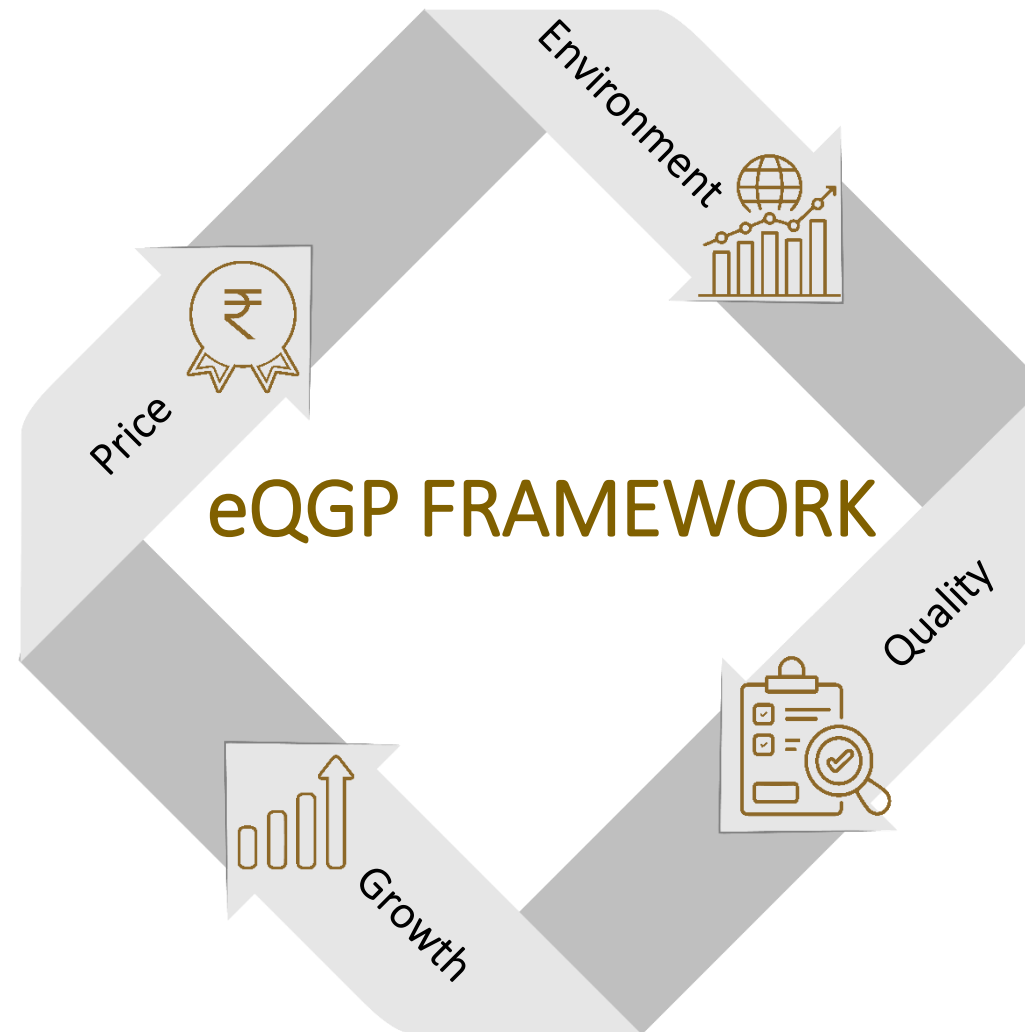 Environment
₹
Price
eQGP FRAMEWORK
Quality
Growth